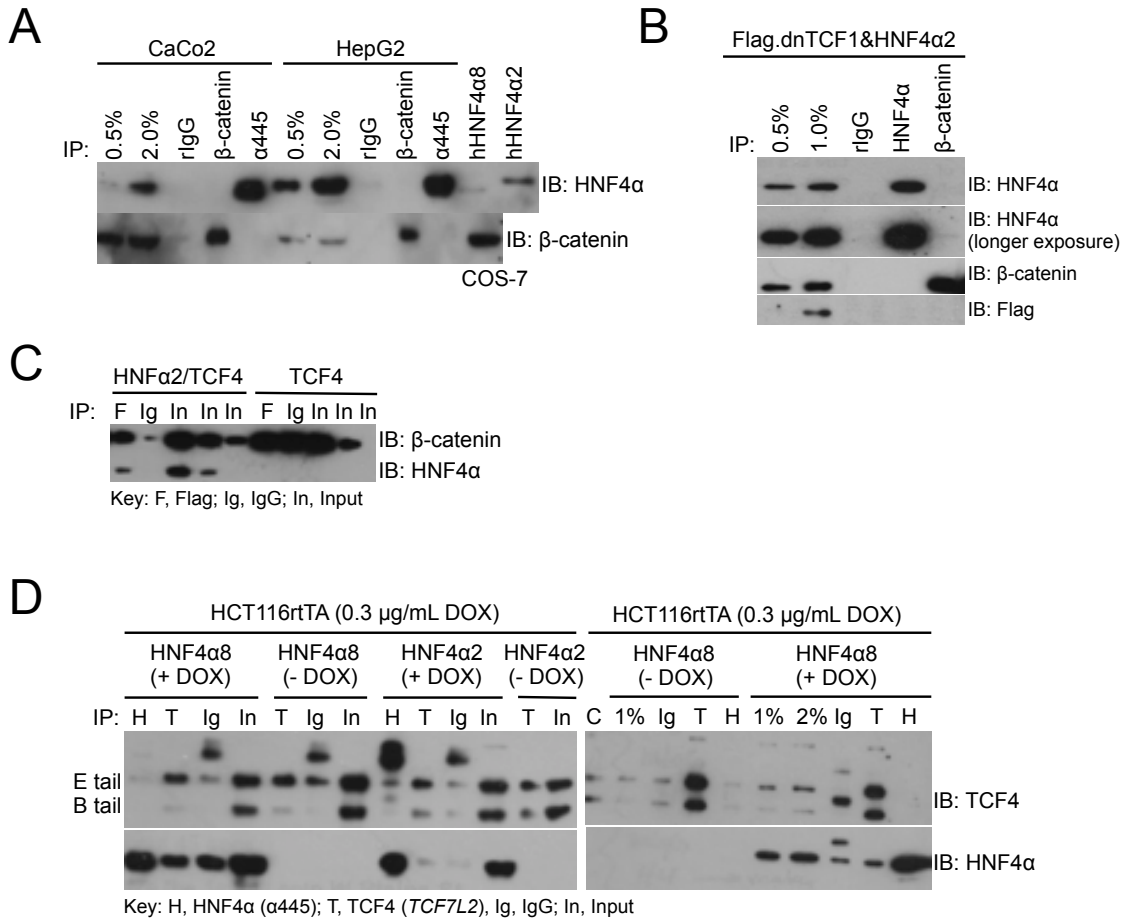 A
CaCo2 HepG2
IP: 0.5% 2.0% rIgG β-catenin α445 0.5% 2.0% rIgG β-catenin α445 hHNF4α8 hHNF4α2
IB: HNF4α
IB: β-catenin
COS-7
B
Flag.dnTCF1&HNF4α2
IP: 0.5% 1.0% rIgG HNF4α β-catenin
IB: HNF4α
IB: HNF4α
(longer exposure)
IB: β-catenin
IB: Flag
C
HNFα2/TCF4 TCF4
IP: F Ig In In In F Ig In In In
IB: β-catenin
IB: HNF4α
Key: F, Flag; Ig, IgG; In, Input
D
HCT116rtTA (0.3 µg/mL DOX) HCT116rtTA (0.3 µg/mL DOX)
HNF4α8 HNF4α8 HNF4α2 HNF4α2 HNF4α8 HNF4α8
(+ DOX) (- DOX) (+ DOX) (- DOX) (- DOX) (+ DOX)
IP: H T Ig In T Ig In H T Ig In T In C 1% Ig T H 1% 2% Ig T H
E tail
B tail
IB: TCF4
IB: HNF4α
Key: H, HNF4α (α445); T, TCF4 (TCF7L2), Ig, IgG; In, Input